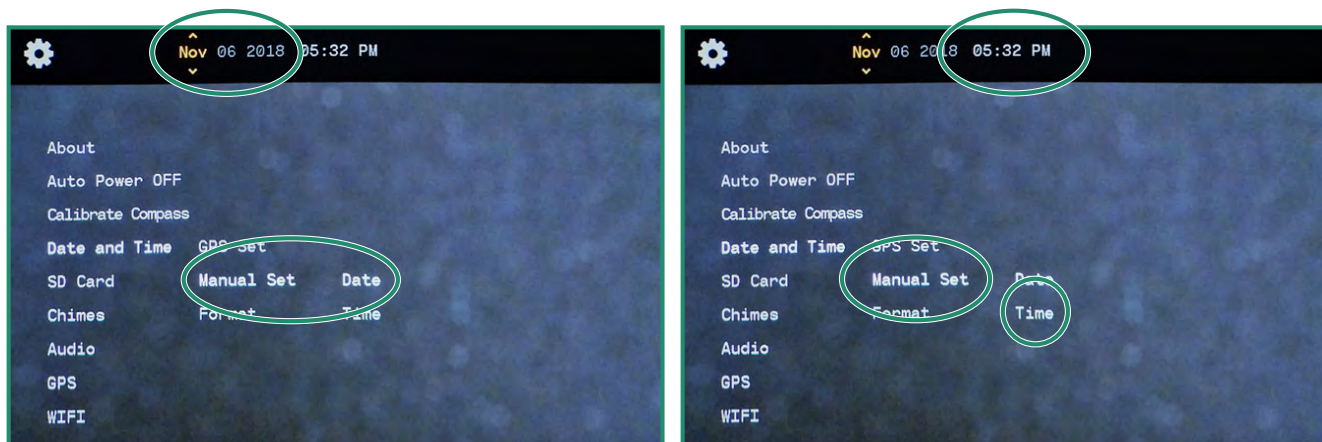 Nov 06 2018 05:32 PM
About
Auto Power OFF
Calibrate Compass
Date and Time GPS Set
SD Card Manual Set Date
Chimes Format Time
Audio
GPS
WIFI
Nov 06 2018 05:32 PM
About
Auto Power OFF
Calibrate Compass
Date and Time GPS Set
SD Card Manual Set Date
Chimes Format Time
Audio
GPS
WIFI